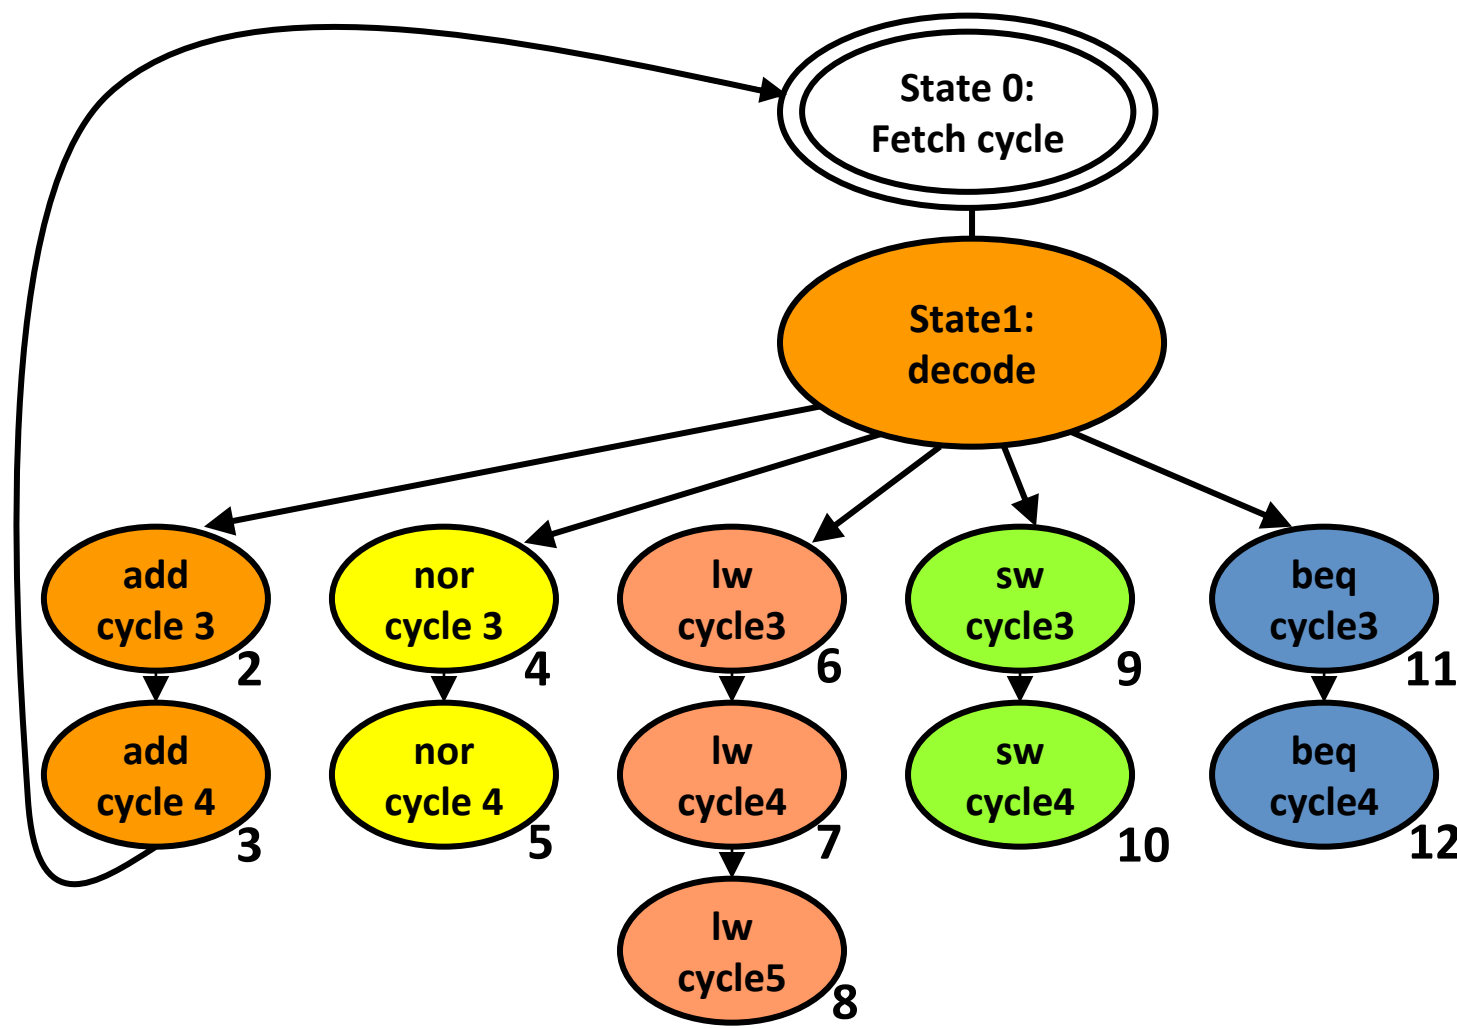 State 0:
Fetch cycle
State1:
decode
add
cycle 3
2
nor
cycle 3
4
lw
cycle3
6
sw
cycle3
9
beq
cycle3
11
add
cycle 4
3
nor
cycle 4
5
lw
cycle4
7
sw
cycle4
10
beq
cycle4
12
lw
cycle5
8